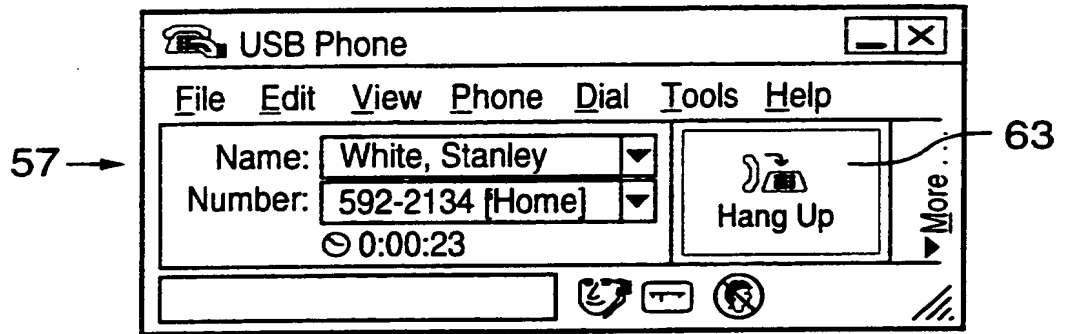 USB Phone
File Edit View Phone Dial Tools Help
57
Name: White, Stanley
Number: 592-2134 [Home]
0:00:23
Hang Up
More...
63